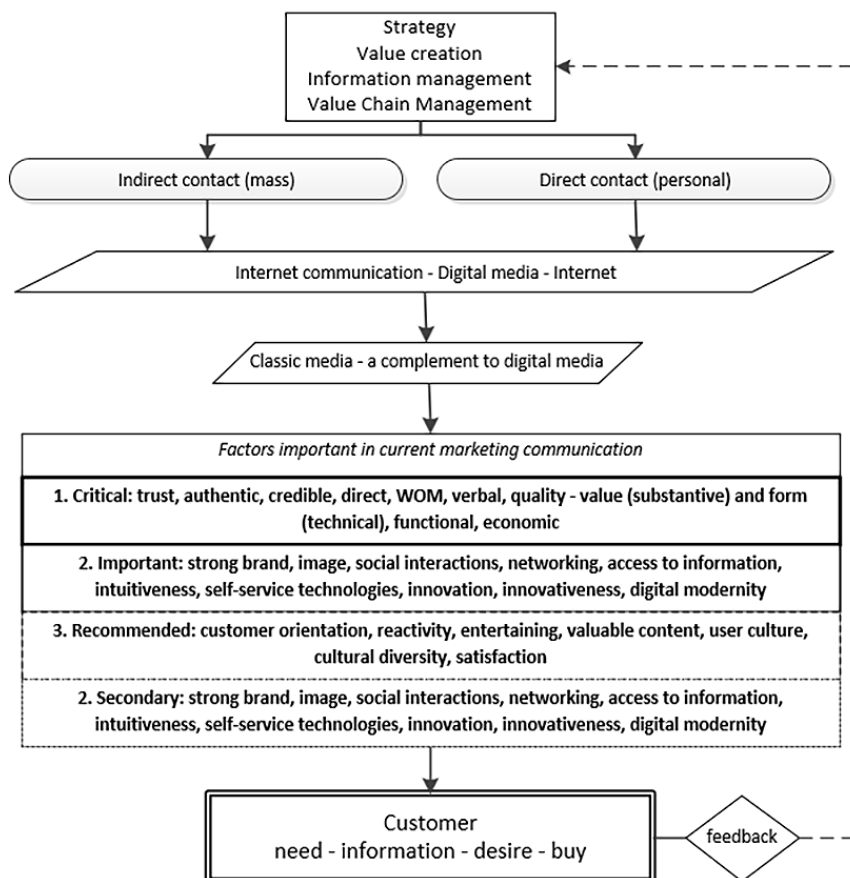 Strategy
Value creation
Information management
Value Chain Management
Indirect contact (mass)
Direct contact (personal)
Internet communication - Digital media - Internet
Classic media - a complement to digital media
Factors important in current marketing communication
1. Critical: trust, authentic, credible, direct, WOM, verbal, quality - value (substantive) and form
(technical), functional, economic
2. Important: strong brand, image, social interactions, networking, access to information,
intuitiveness, self-service technologies, innovation, innovativeness, digital modernity
3. Recommended: customer orientation, reactivity, entertaining, valuable content, user culture,
cultural diversity, satisfaction
2. Secondary: strong brand, image, social interactions, networking, access to information,
intuitiveness, self-service technologies, innovation, innovativeness, digital modernity
Customer
need - information - desire - buy
feedback